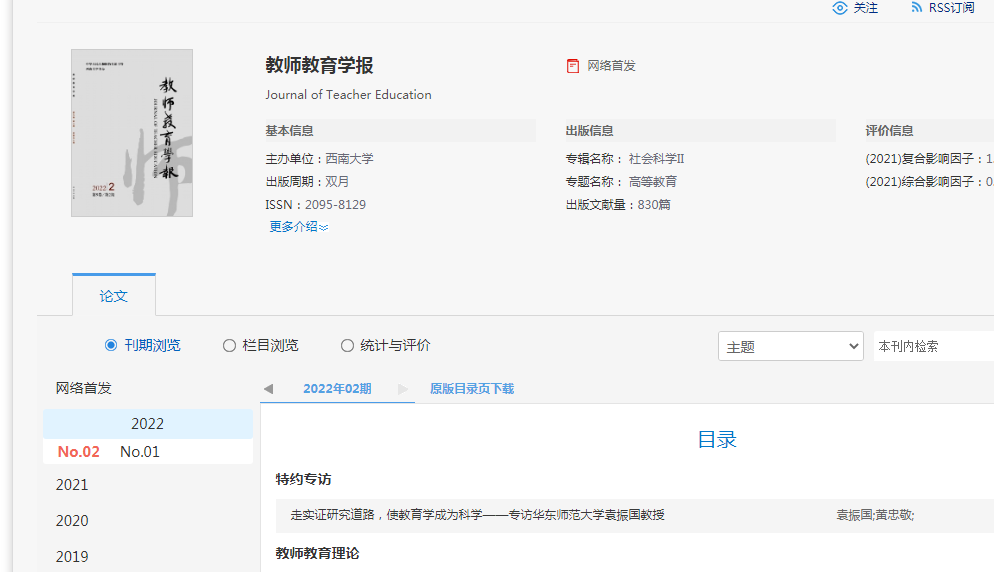 关注 RSS订阅
教师教育学报
网络首发
Journal of Teacher Education
基本信息
出版信息
评价信息
主办单位：西南大学
专辑名称： 社会科学II
(2021)复合影响因子：1.
出版周期：双月
专题名称： 高等教育
(2021)综合影响因子：0.
ISSN：2095-8129
出版文献量：830篇
更多介绍
教师教育学报
2022 2
论文
刊期浏览 栏目浏览 统计与评价
主题
本刊内检索
网络首发
2022年02期
原版目录页下载
2022
No.02 No.01
2021
2020
2019
目录
特约专访
走实证研究道路，使教育学成为科学——专访华东师范大学袁振国教授 袁振国;黄忠敬;
教师教育理论